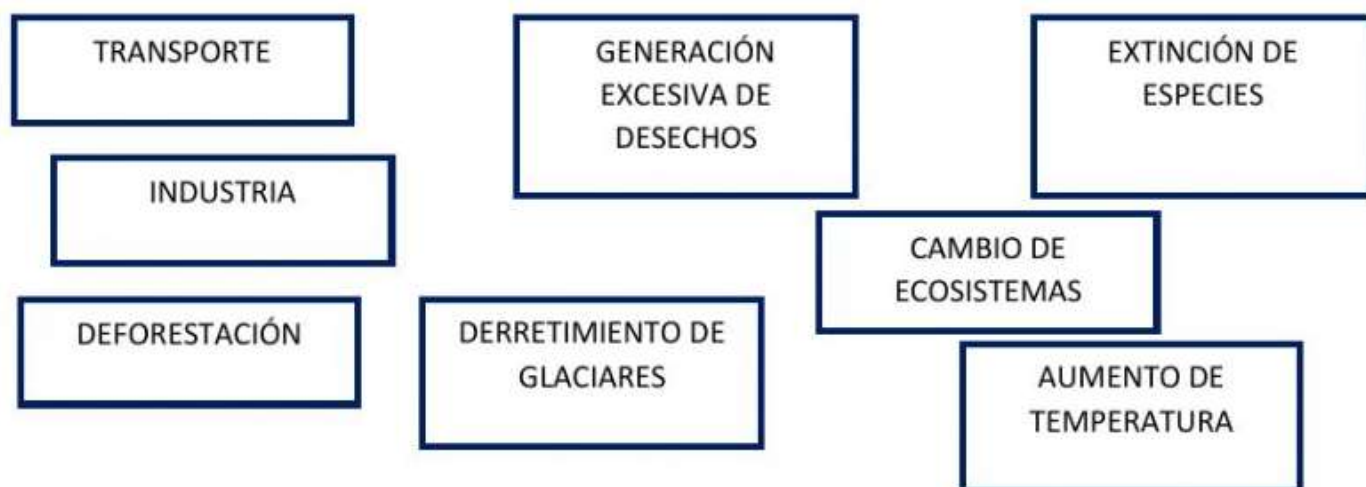 TRANSPORTE
GENERACIÓN
EXCESIVA DE
DESECHOS
EXTINCIÓN DE
ESPECIES
INDUSTRIA
CAMBIO DE
ECOSISTEMAS
DEFORESTACIÓN
DERRETIMIENTO DE
GLACIARES
AUMENTO DE
TEMPERATURA